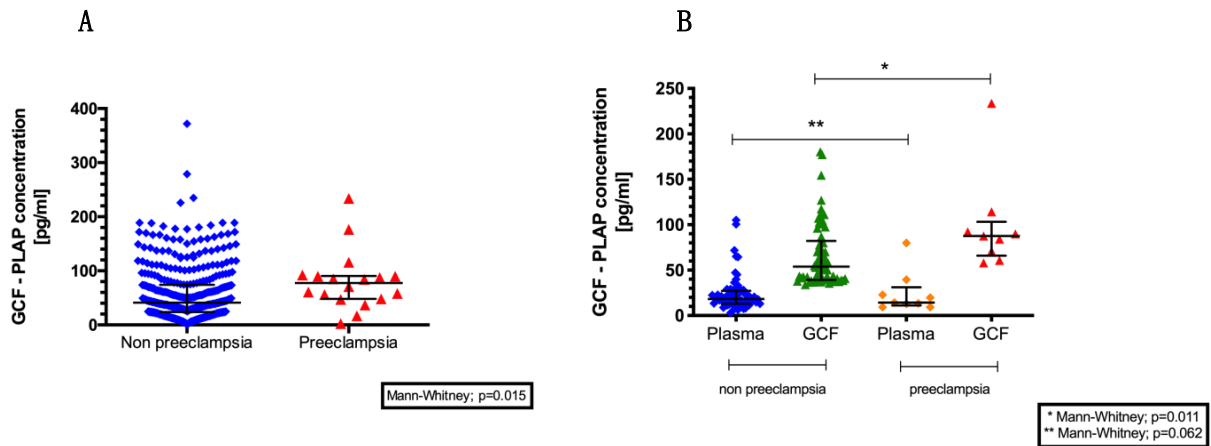 A
GCF - PLAP concentration
[pg/ml]
400
300
200
100
0
Non preeclampsia
Preeclampsia
Mann-Whitney; p=0.015
B
GCF - PLAP concentration
[pg/ml]
250
200
150
100
50
0
*
**
Plasma
GCF
Plasma
GCF
non preeclampsia
preeclampsia
* Mann-Whitney; p=0.011
** Mann-Whitney; p=0.062